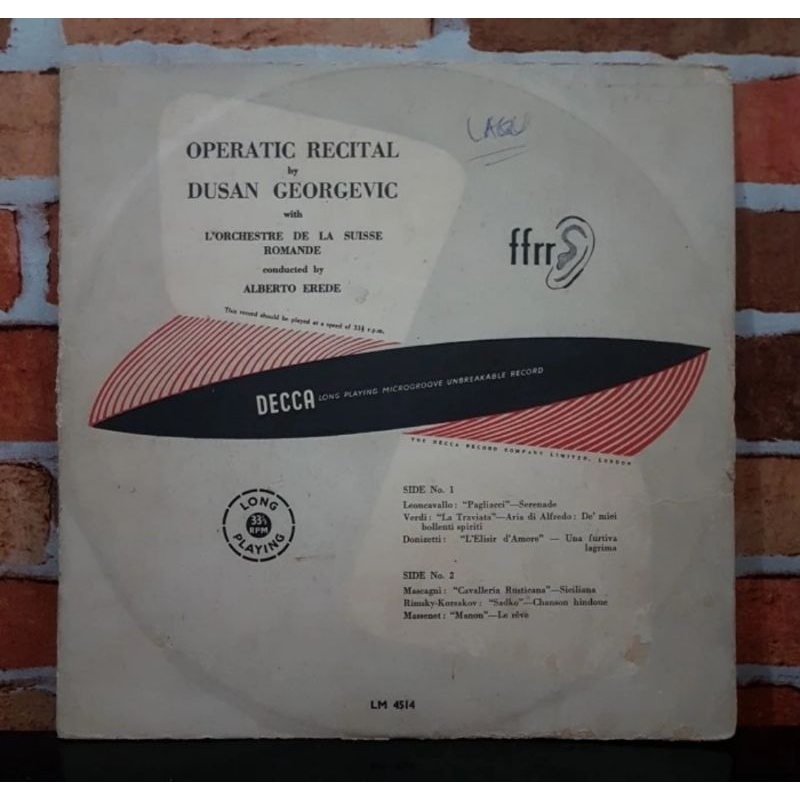 OPERATIC RECITAL
by
DUSAN GEORGEVIC
with
L'ORCHESTRE DE LA SUISSE
ROMANDE
conducted by
ALBERTO EREDE
This record should be played at a speed of 33⅓ r.p.m.
ffrr
DECCA LONG PLAYING MICROGROOVE UNBREAKABLE RECORD
THE DECCA RECORD COMPANY LIMITED, LONDON
LONG
33⅓
RPM
PLAYING
SIDE No. 1
Leoncavallo: "Pagliacci"—Serenade
Verdi: "La Traviata"—Aria di Alfredo: De' miei
bollenti spiriti
Donizetti: "L'Elisir d'Amore" — Una furtiva
lagrima
SIDE No. 2
Mascagni: "Cavalleria Rusticana"—Siciliana
Rimsky-Korsakov: "Sadko"—Chanson hindoue
Massenet: "Manon"—Le rêve
LM 4514